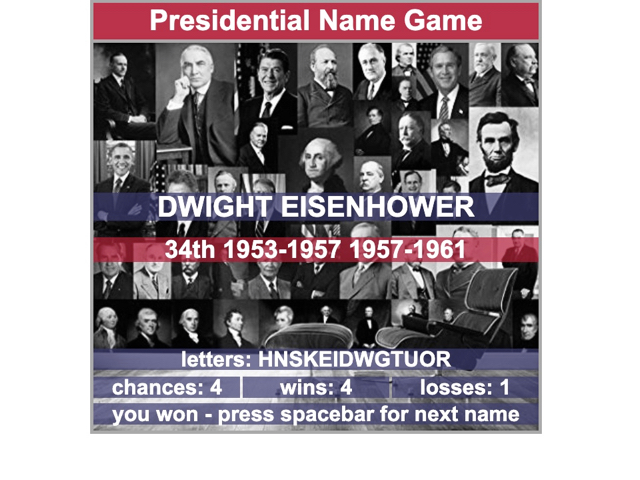 Presidential Name Game
DWIGHT EISENHOWER
34th 1953-1957 1957-1961
letters: HNSKEIDWGTUOR
chances: 4 | wins: 4 | losses: 1
you won - press spacebar for next name